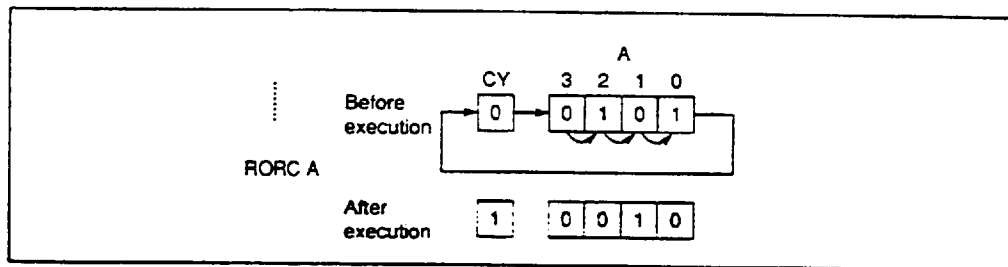 A
CY 3 2 1 0
Before
execution
0 0 1 0 1
RORC A
After
execution
1 0 0 1 0